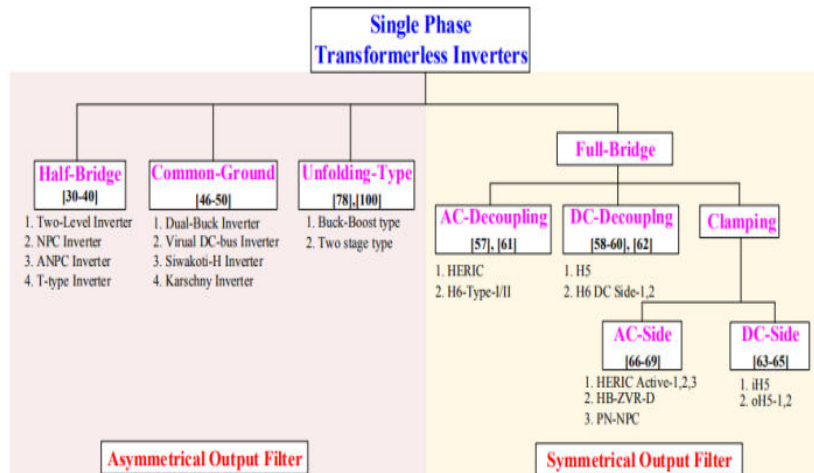 Single Phase
Transformerless Inverters
Half-Bridge
[30-40]
1. Two-Level Inverter
2. NPC Inverter
3. ANPC Inverter
4. T-type Inverter
Common-Ground
[46-50]
1. Dual-Buck Inverter
2. Virual DC-bus Inverter
3. Siwakoti-H Inverter
4. Karschny Inverter
Unfolding-Type
[78],[100]
1. Buck-Boost type
2. Two stage type
Full-Bridge
AC-Decoupling
[57], [61]
1. HERIC
2. H6-Type-I/II
DC-Decouplng
[58-60], [62]
1. H5
2. H6 DC Side-1,2
Clamping
AC-Side
[66-69]
1. HERIC Active-1,2,3
2. HB-ZVR-D
3. PN-NPC
DC-Side
[63-65]
1. iH5
2. oH5-1,2
Asymmetrical Output Filter
Symmetrical Output Filter